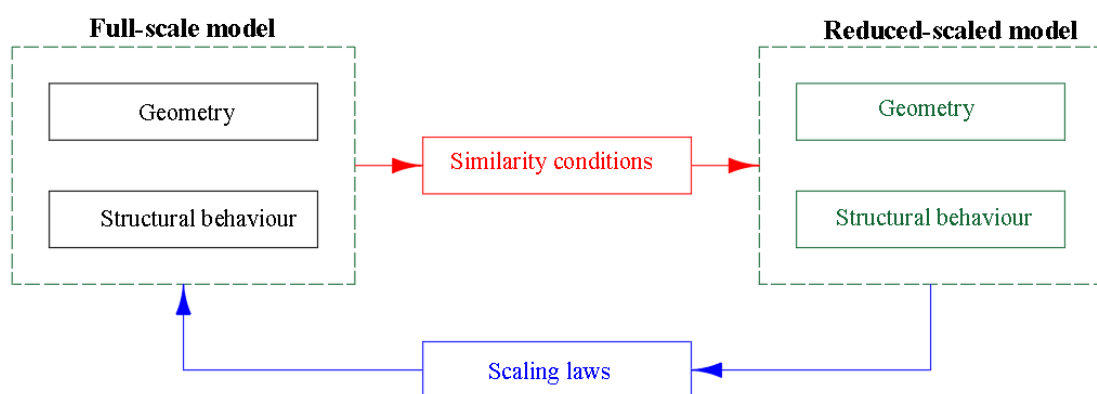 Full-scale model
Reduced-scaled model
Geometry
Structural behaviour
Similarity conditions
Geometry
Structural behaviour
Scaling laws